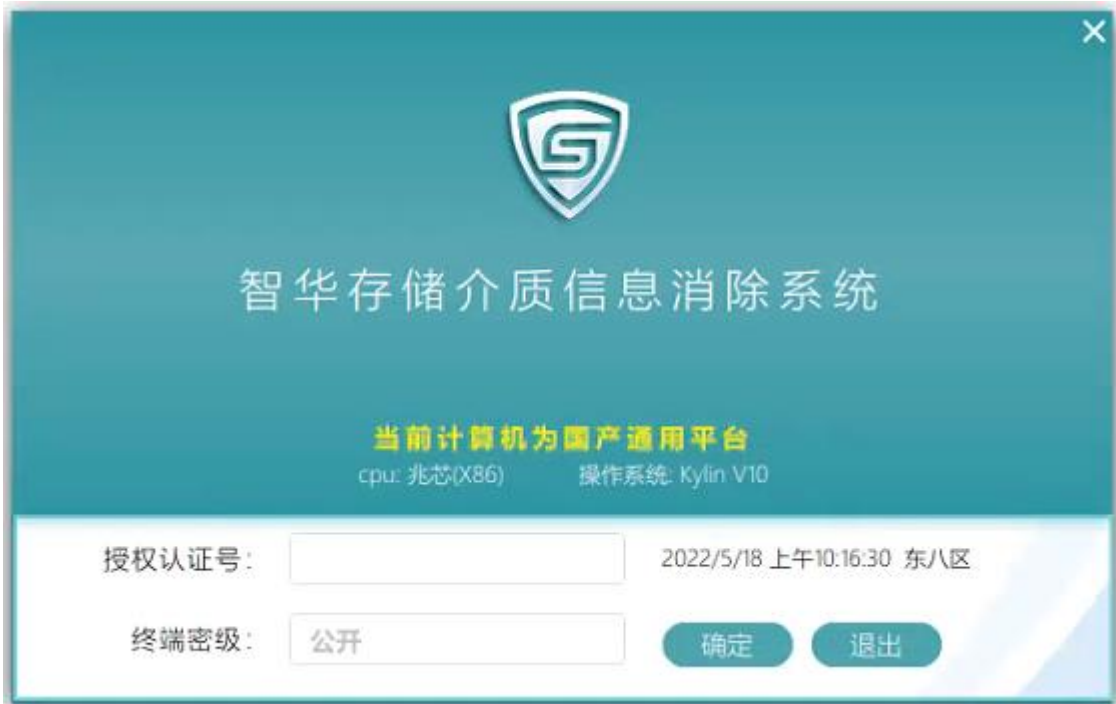 智华存储介质信息消除系统
当前计算机为国产通用平台
cpu: 兆芯(X86) 操作系统: Kylin V10
授权认证号: 2022/5/18 上午10:16:30 东八区
终端密级: 公开 确定 退出